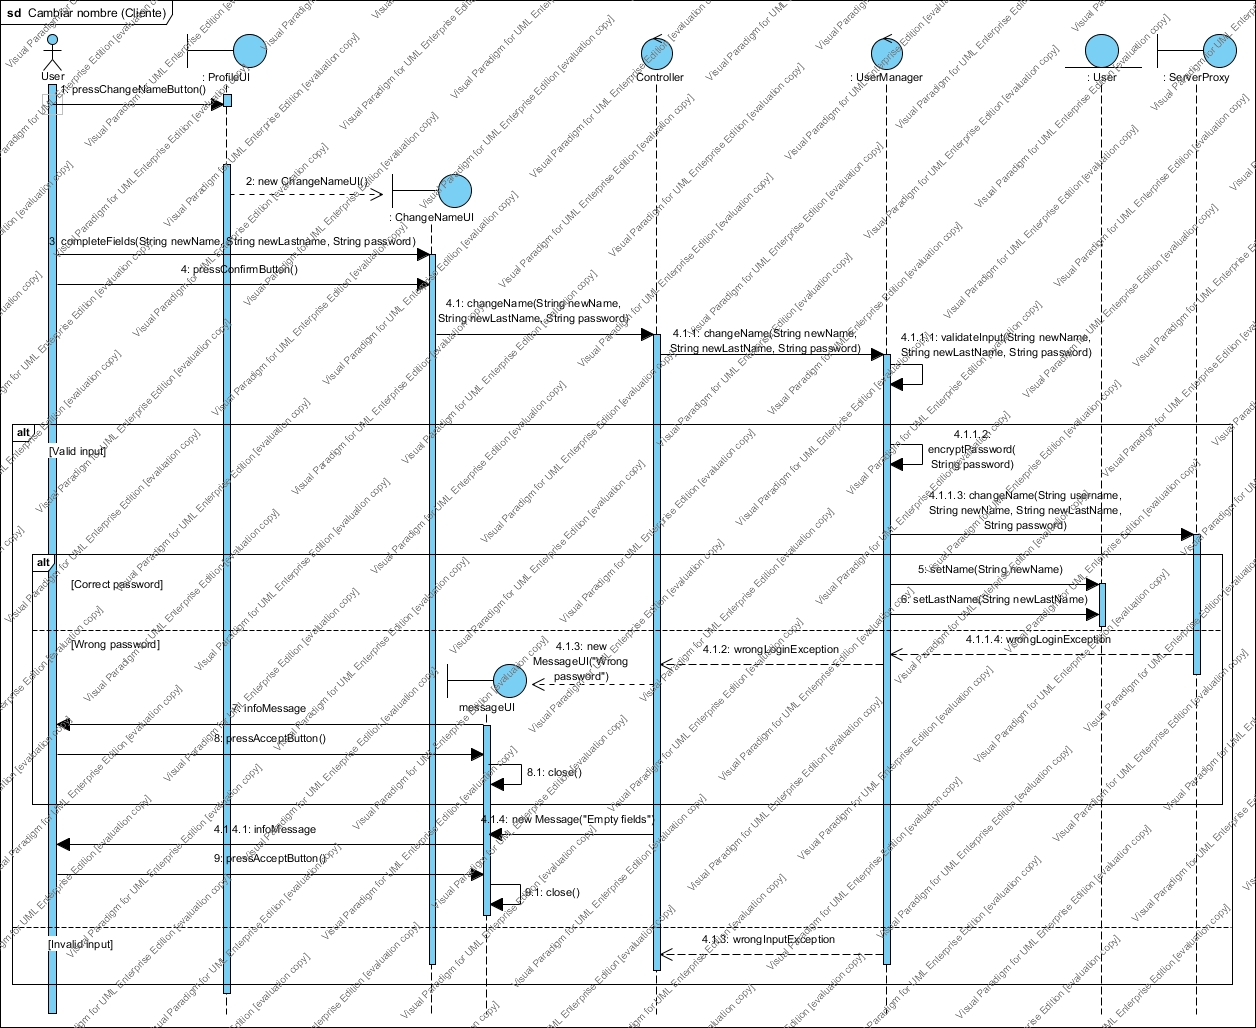 sd Cambiar nombre (Cliente)
User
: ProfileUI
Controller
: UserManager
: User
: ServerProxy
1: pressChangeNameButton()
2: new ChangeNameUI()
: ChangeNameUI
3: completeFields(String newName, String newLastname, String password)
4: pressConfirmButton()
4.1: changeName(String newName,
String newLastName, String password)
4.1.1: changeName(String newName,
String newLastName, String password)
4.1.1.1: validateInput(String newName,
String newLastName, String password)
alt
[Valid input]
4.1.1.2:
encryptPassword(
String password)
4.1.1.3: changeName(String username,
String newName, String newLastName,
String password)
alt
[Correct password]
5: setName(String newName)
6: setLastName(String newLastName)
[Wrong password]
4.1.1.4: wrongLoginException
4.1.2: wrongLoginException
4.1.3: new
MessageUI("Wrong
password")
messageUI
7: infoMessage
8: pressAcceptButton()
8.1: close()
4.1.4: new Message("Empty fields")
4.1.4.1: infoMessage
9: pressAcceptButton()
9.1: close()
[Invalid input]
4.1.3: wrongInputException
Visual Paradigm for UML Enterprise Edition [evaluation copy]